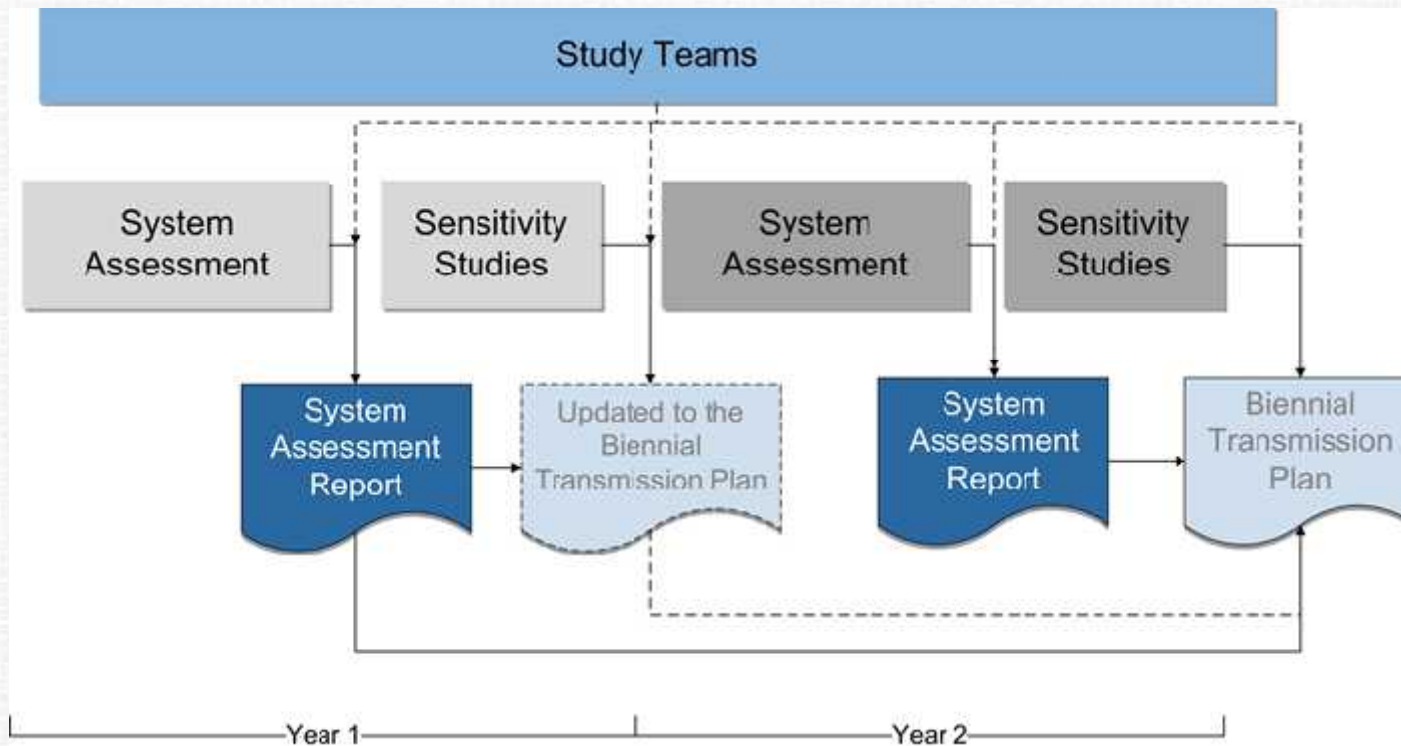 Study Teams
System
Assessment
Sensitivity
Studies
System
Assessment
Sensitivity
Studies
System
Assessment
Report
Updated to the
Biennial
Transmission Plan
System
Assessment
Report
Biennial
Transmission
Plan
Year 1
Year 2